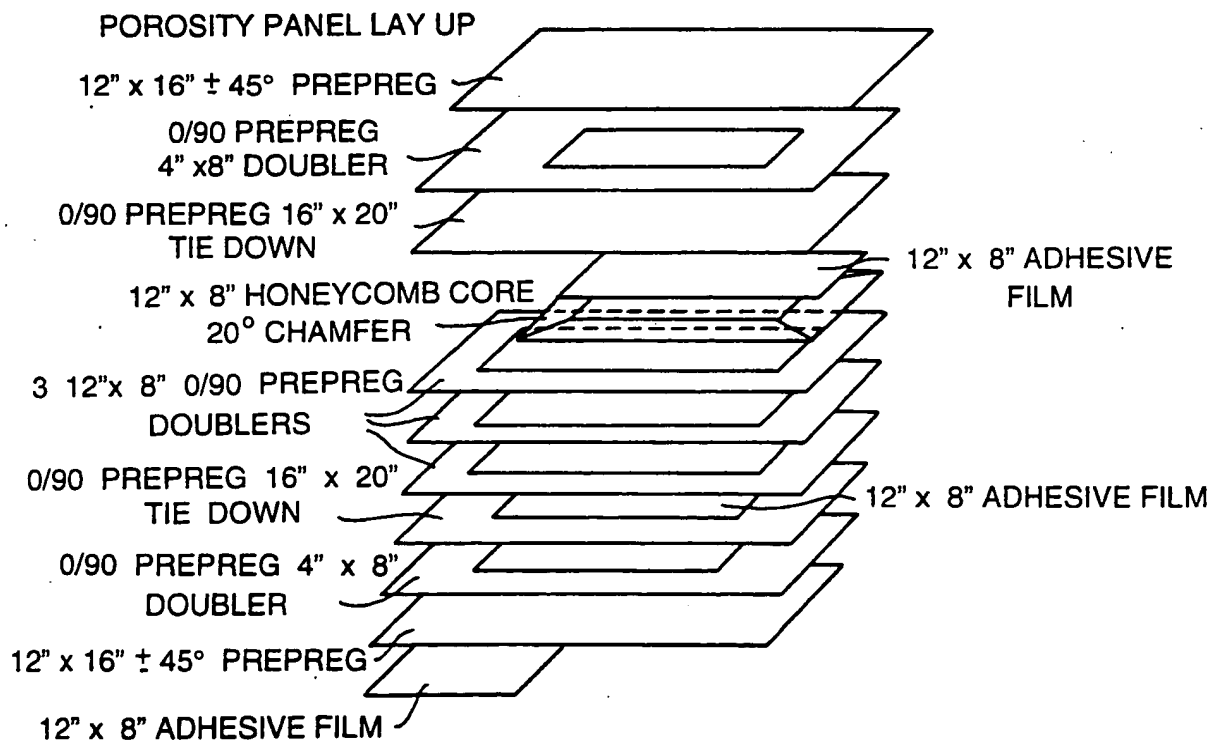 POROSITY PANEL LAY UP
12" x 16" ± 45° PREPREG
0/90 PREPREG
4" x8" DOUBLER
0/90 PREPREG 16" x 20"
TIE DOWN
12" x 8" ADHESIVE
FILM
12" x 8" HONEYCOMB CORE
20° CHAMFER
3 12"x 8" 0/90 PREPREG
DOUBLERS
0/90 PREPREG 16" x 20"
TIE DOWN
12" x 8" ADHESIVE FILM
0/90 PREPREG 4" x 8"
DOUBLER
12" x 16" ± 45° PREPREG
12" x 8" ADHESIVE FILM